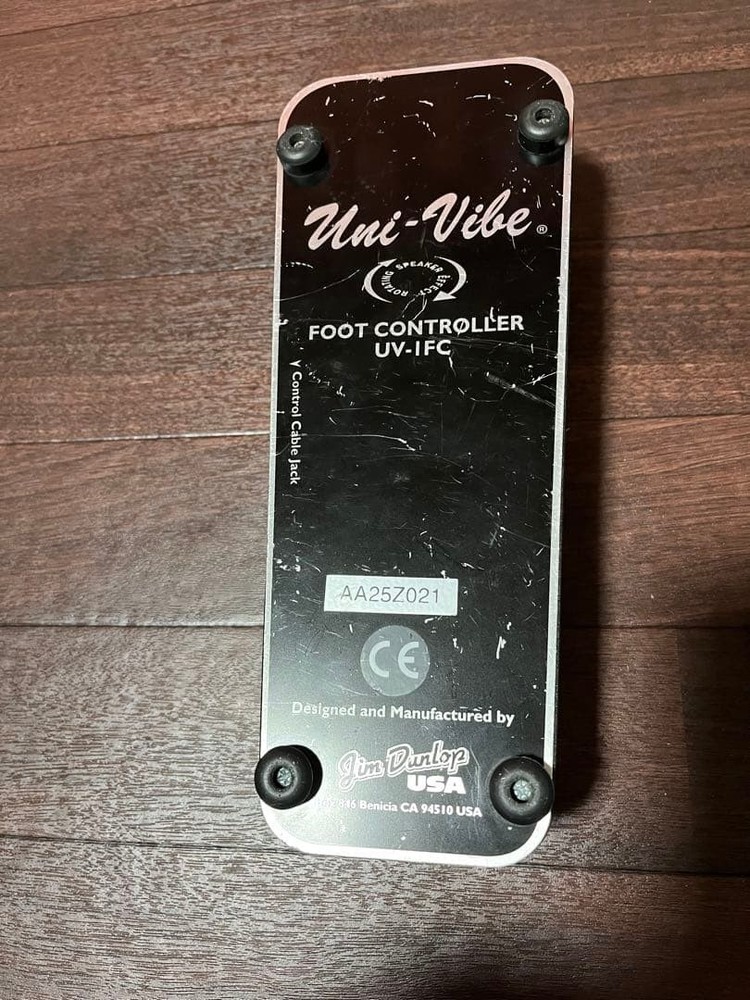 Uni-Vibe®
ROTATING SPEAKER EFFECT
FOOT CONTROLLER
UV-1FC
Control Cable Jack
AA25Z021
CE
Designed and Manufactured by
Jim Dunlop
USA
846 Benicia CA 94510 USA